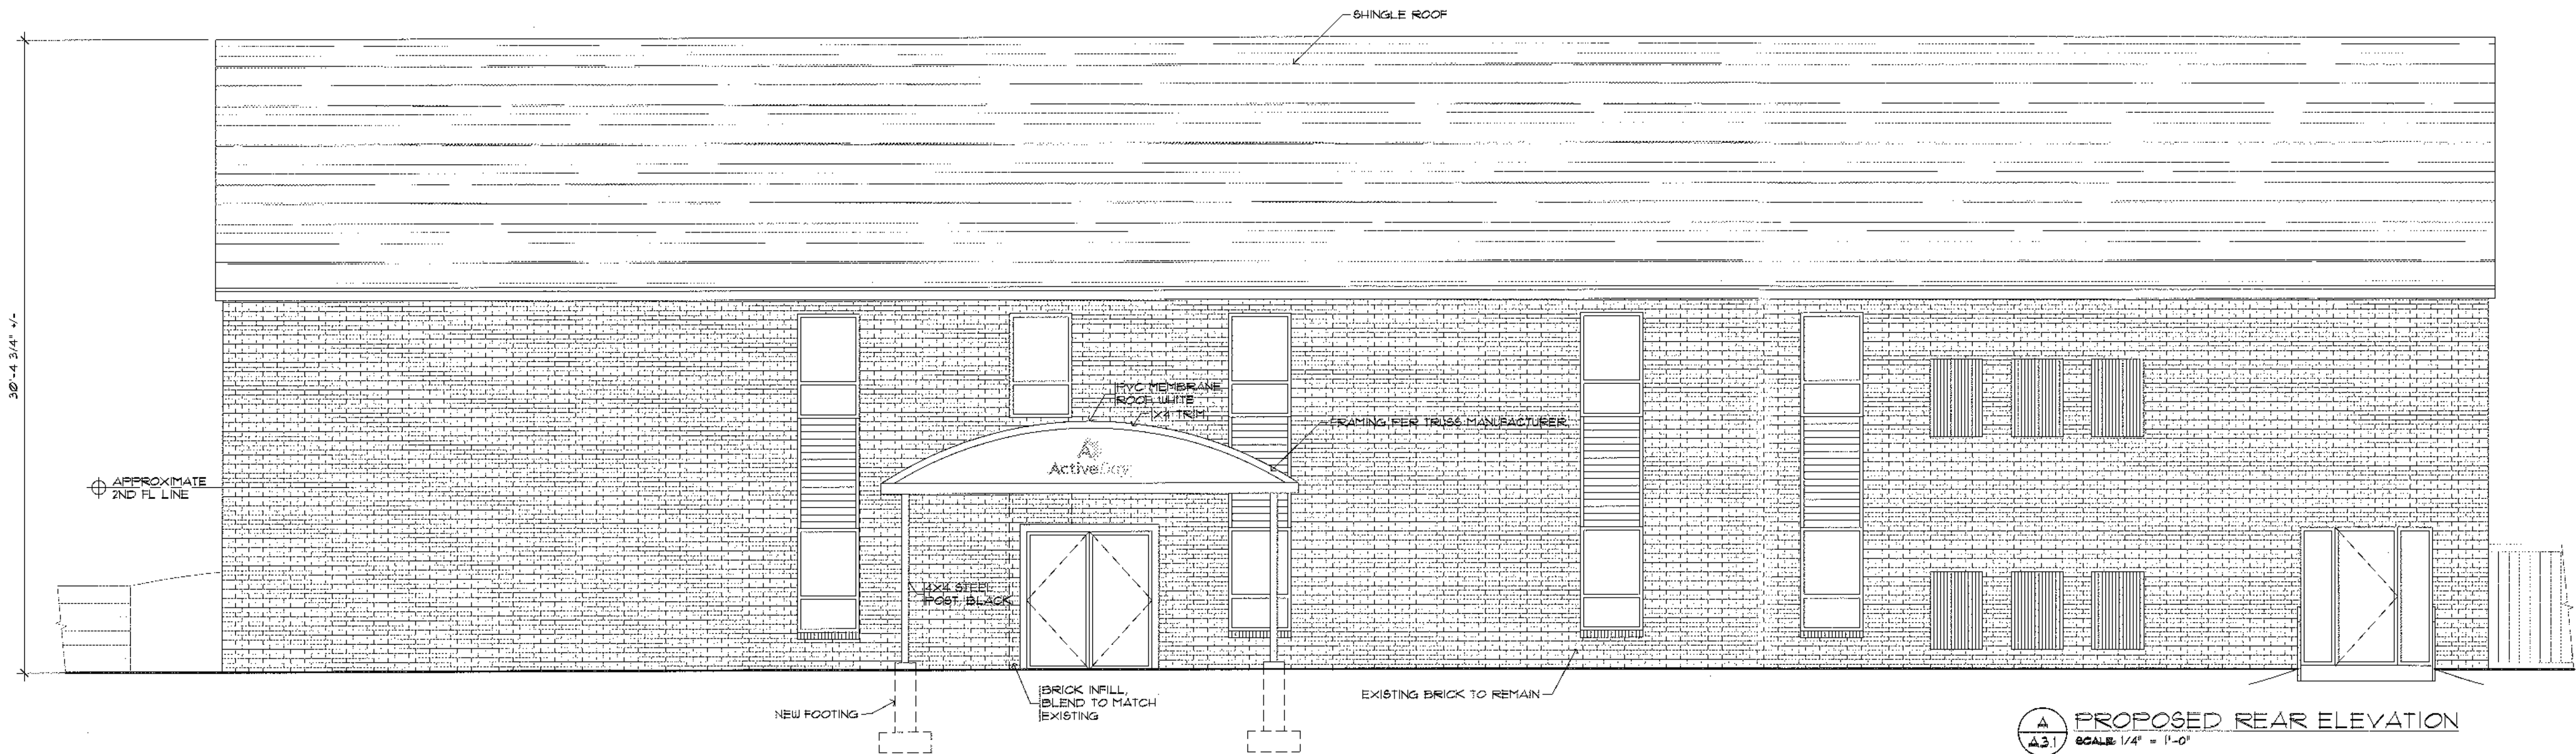 SHINGLE ROOF
30'-4 3/4" +/-
PVC MEMBRANE
ROOF, WHITE
1X4 TRIM
FRAMING PER TRUSS MANUFACTURER
ActiveDay
APPROXIMATE
2ND FL LINE
4X4 STEEL
POST, BLACK
BRICK INFILL,
BLEND TO MATCH
EXISTING
NEW FOOTING
EXISTING BRICK TO REMAIN
A
A3.1
PROPOSED REAR ELEVATION
SCALE: 1/4" = 1'-0"